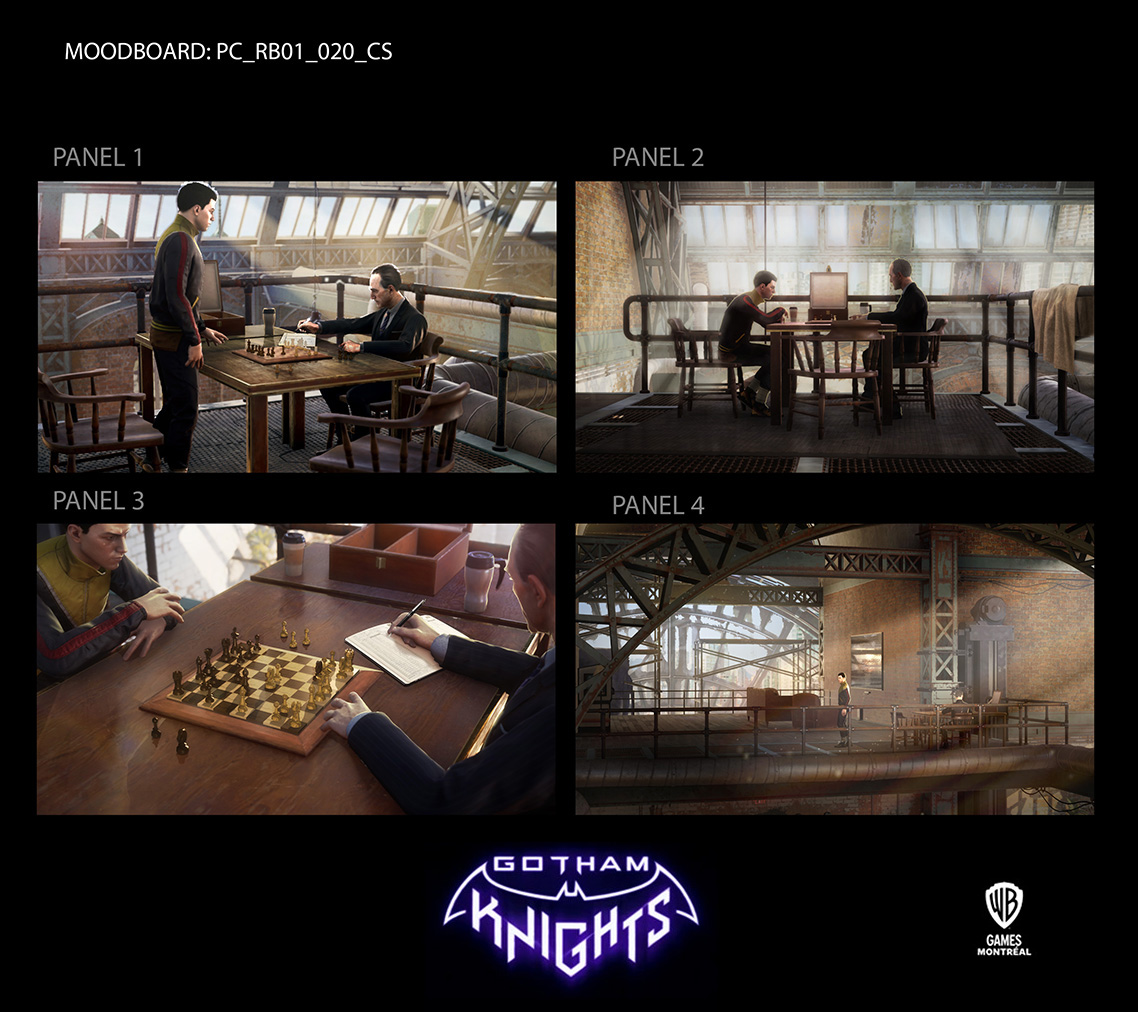 MOODBOARD: PC_RB01_020_CS
PANEL 1
PANEL 2
PANEL 3
PANEL 4
GOTHAM
KNIGHTS
WB
GAMES
MONTRÉAL